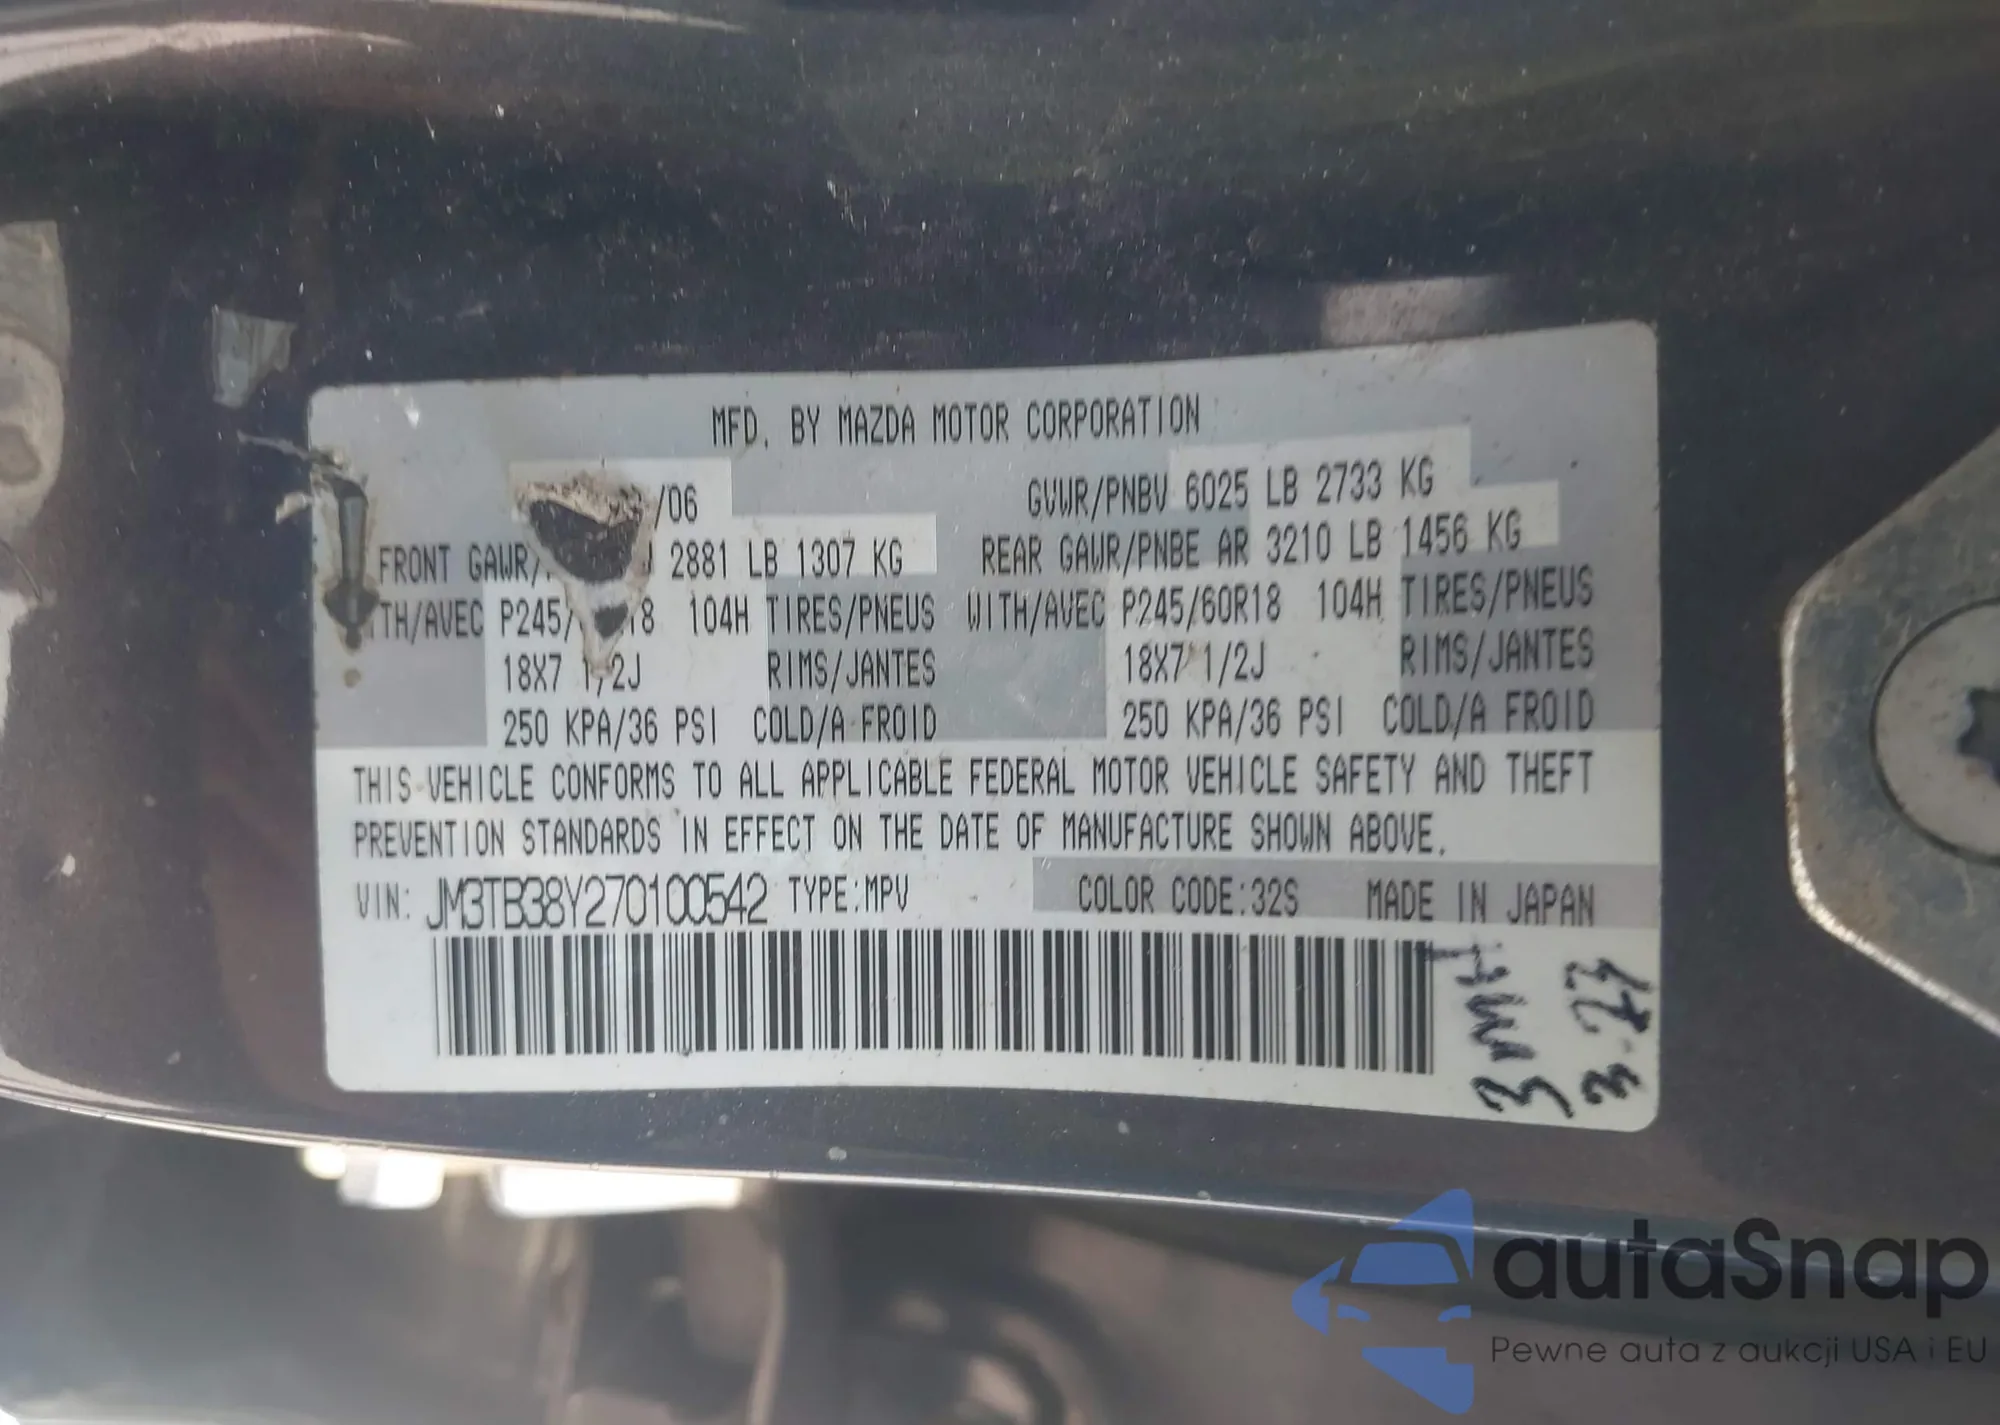 MFD. BY MAZDA MOTOR CORPORATION
/06 GVWR/PNBV 6025 LB 2733 KG
FRONT GAWR/ 2881 LB 1307 KG REAR GAWR/PNBE AR 3210 LB 1456 KG
TH/AVEC P245/ 18 104H TIRES/PNEUS WITH/AVEC P245/60R18 104H TIRES/PNEUS
18X7 1/2J RIMS/JANTES 18X7 1/2J RIMS/JANTES
250 KPA/36 PSI COLD/A FROID 250 KPA/36 PSI COLD/A FROID
THIS VEHICLE CONFORMS TO ALL APPLICABLE FEDERAL MOTOR VEHICLE SAFETY AND THEFT
PREVENTION STANDARDS IN EFFECT ON THE DATE OF MANUFACTURE SHOWN ABOVE.
VIN: JM3TB38Y270100542 TYPE:MPV COLOR CODE:32S MADE IN JAPAN
autaSnap
Pewne auta z aukcji USA i EU